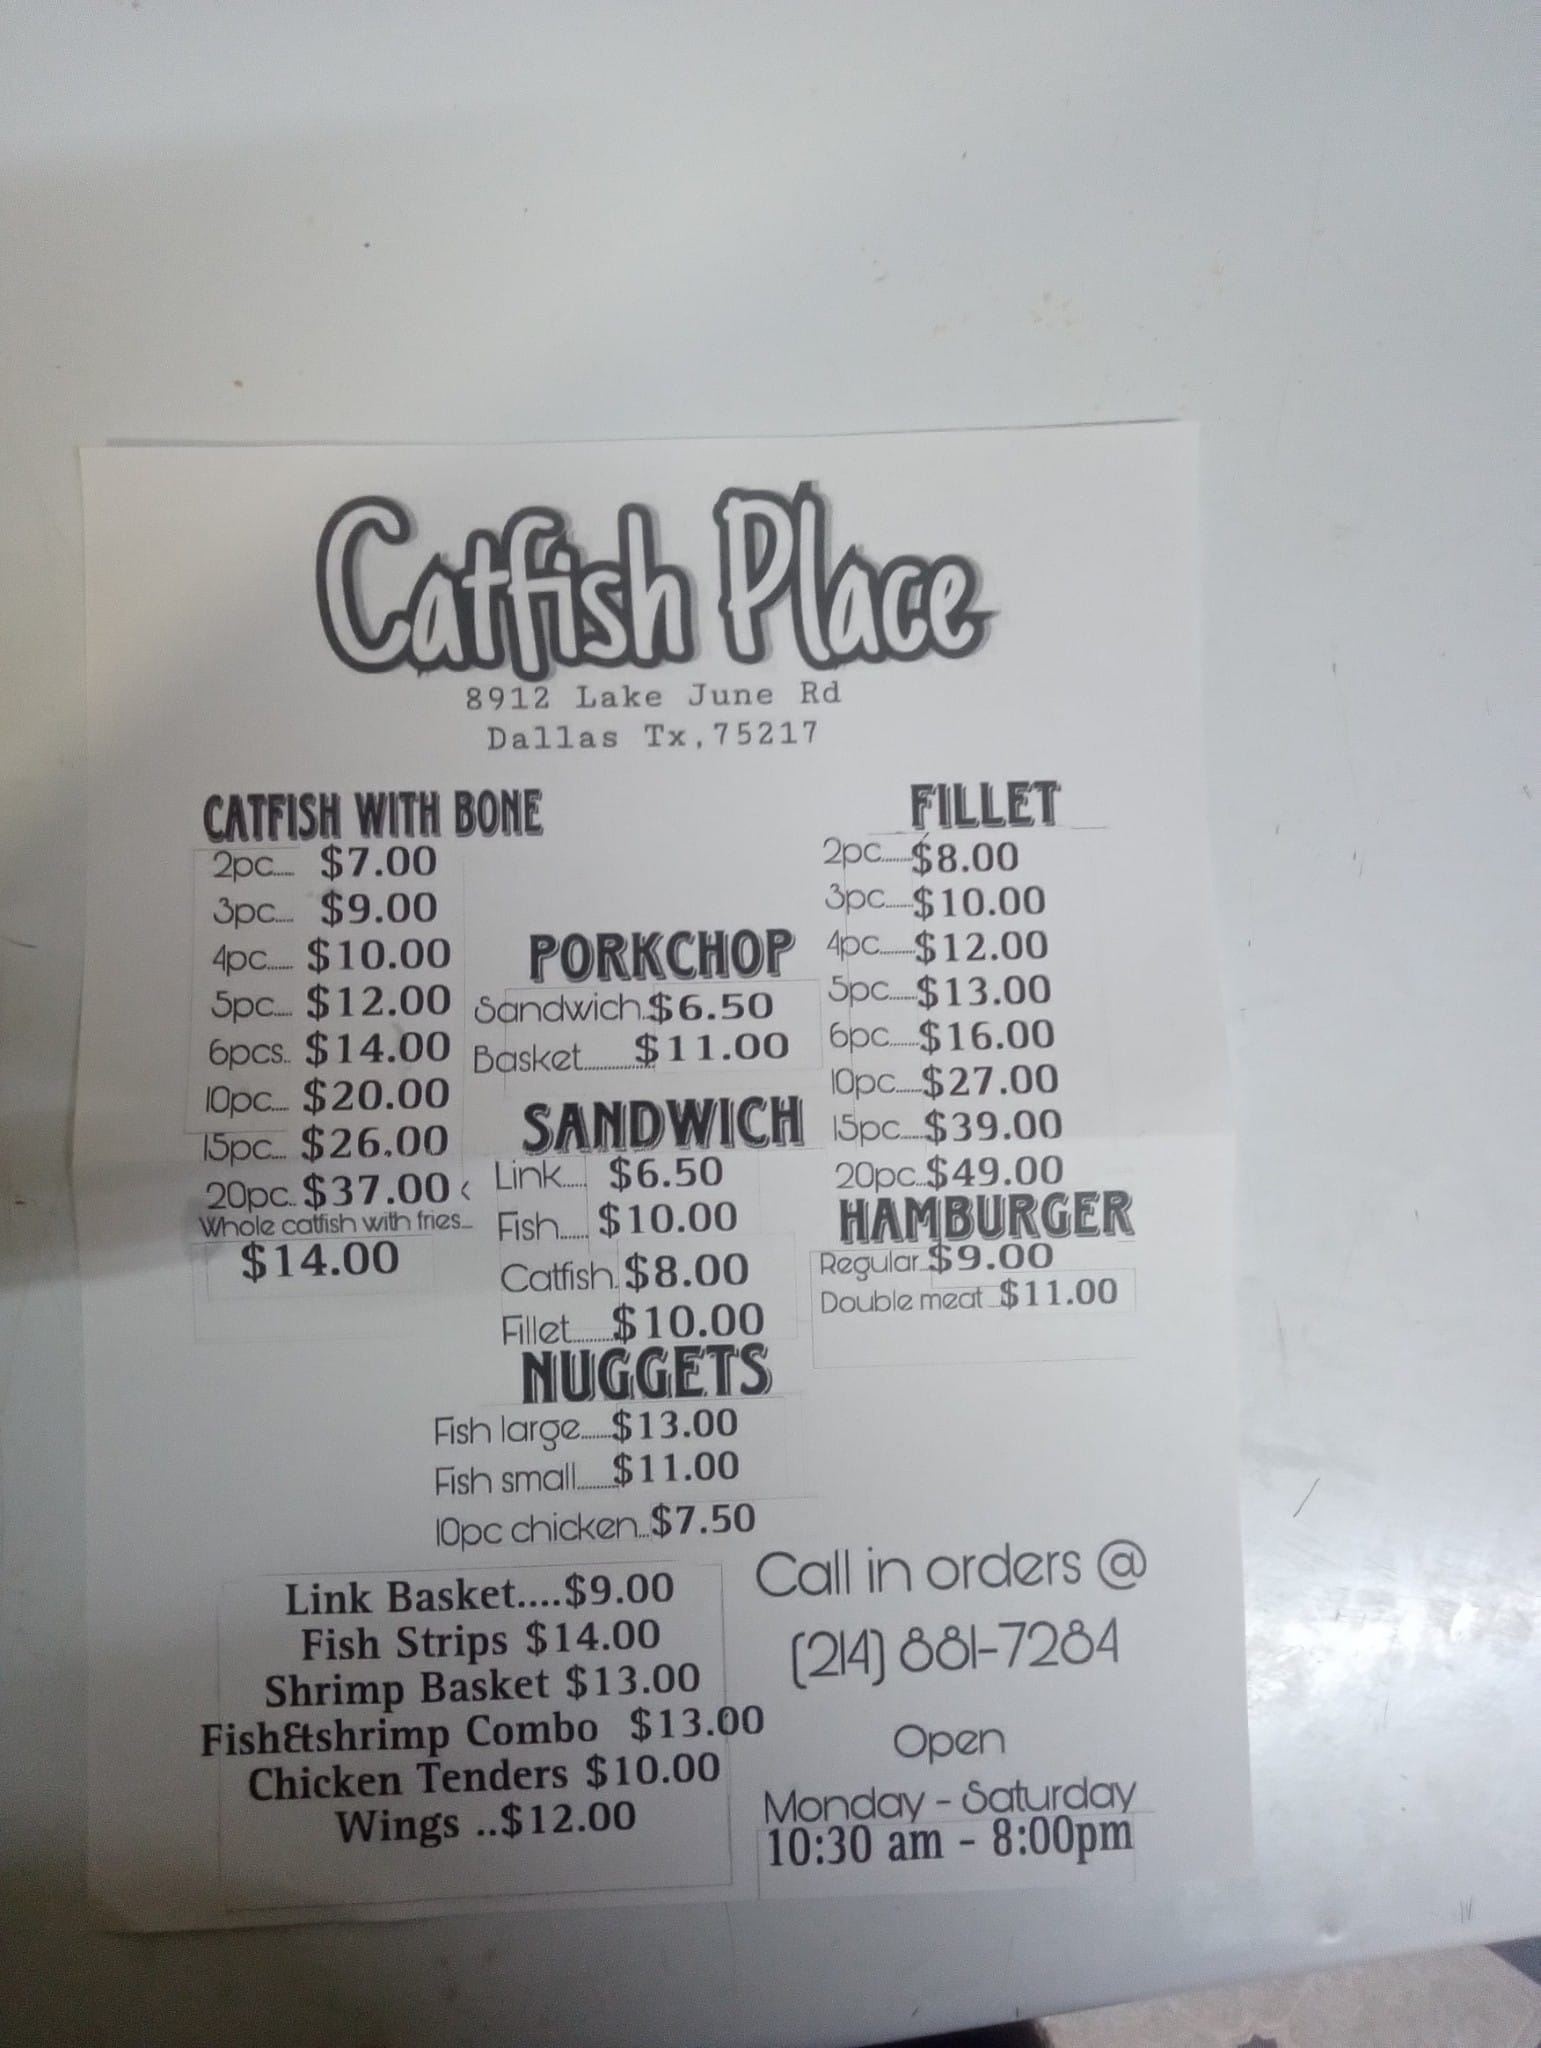 Catfish Place
8912 Lake June Rd
Dallas Tx,75217
CATFISH WITH BONE
2pc..... $7.00
3pc.... $9.00
4pc...... $10.00
5pc..... $12.00
6pcs.. $14.00
10pc.... $20.00
15pc.... $26.00
20pc.. $37.00
Whole catfish with fries...
$14.00
PORKCHOP
Sandwich.$6.50
Basket...............$11.00
SANDWICH
Link..... $6.50
Fish...... $10.00
Catfish.$8.00
Fillet........$10.00
NUGGETS
Fish large.......$13.00
Fish small........$11.00
10pc chicken...$7.50
FILLET
2pc......$8.00
3pc......$10.00
4pc.......$12.00
5pc......$13.00
6pc......$16.00
10pc.....$27.00
15pc.....$39.00
20pc..$49.00
HAMBURGER
Regular..$9.00
Double meat ...$11.00
Link Basket....$9.00
Fish Strips $14.00
Shrimp Basket $13.00
Fish&tshrimp Combo $13.00
Chicken Tenders $10.00
Wings ..$12.00
Call in orders @
(214) 881-7284
Open
Monday - Saturday
10:30 am - 8:00pm